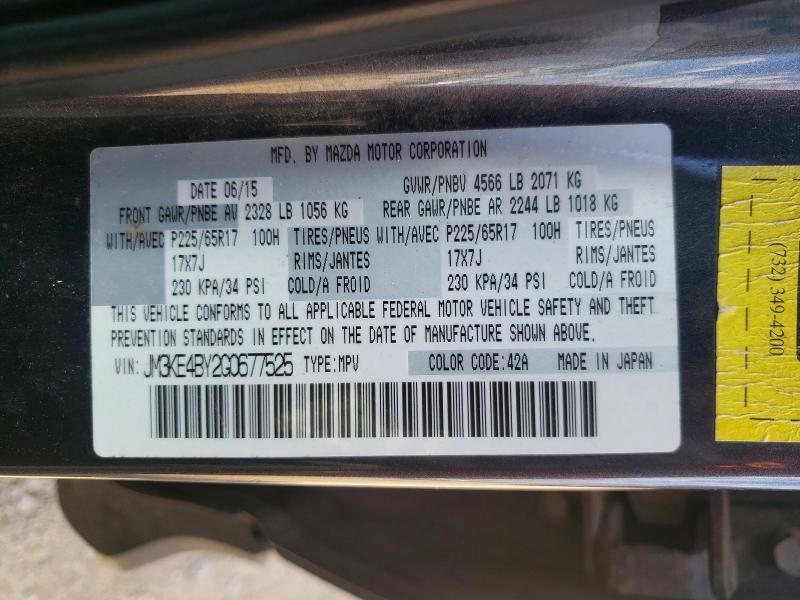 MFD. BY MAZDA MOTOR CORPORATION
DATE 06/15 GVWR/PNBV 4566 LB 2071 KG
FRONT GAWR/PNBE AV 2328 LB 1056 KG REAR GAWR/PNBE AR 2244 LB 1018 KG
WITH/AVEC P225/65R17 100H TIRES/PNEUS WITH/AVEC P225/65R17 100H TIRES/PNEUS
17X7J RIMS/JANTES 17X7J RIMS/JANTES
230 KPA/34 PSI COLD/A FROID 230 KPA/34 PSI COLD/A FROID
THIS VEHICLE CONFORMS TO ALL APPLICABLE FEDERAL MOTOR VEHICLE SAFETY AND THEFT
PREVENTION STANDARDS IN EFFECT ON THE DATE OF MANUFACTURE SHOWN ABOVE.
VIN: JM3KE4BY2G0677525 TYPE:MPV COLOR CODE:42A MADE IN JAPAN
(732) 349-4200